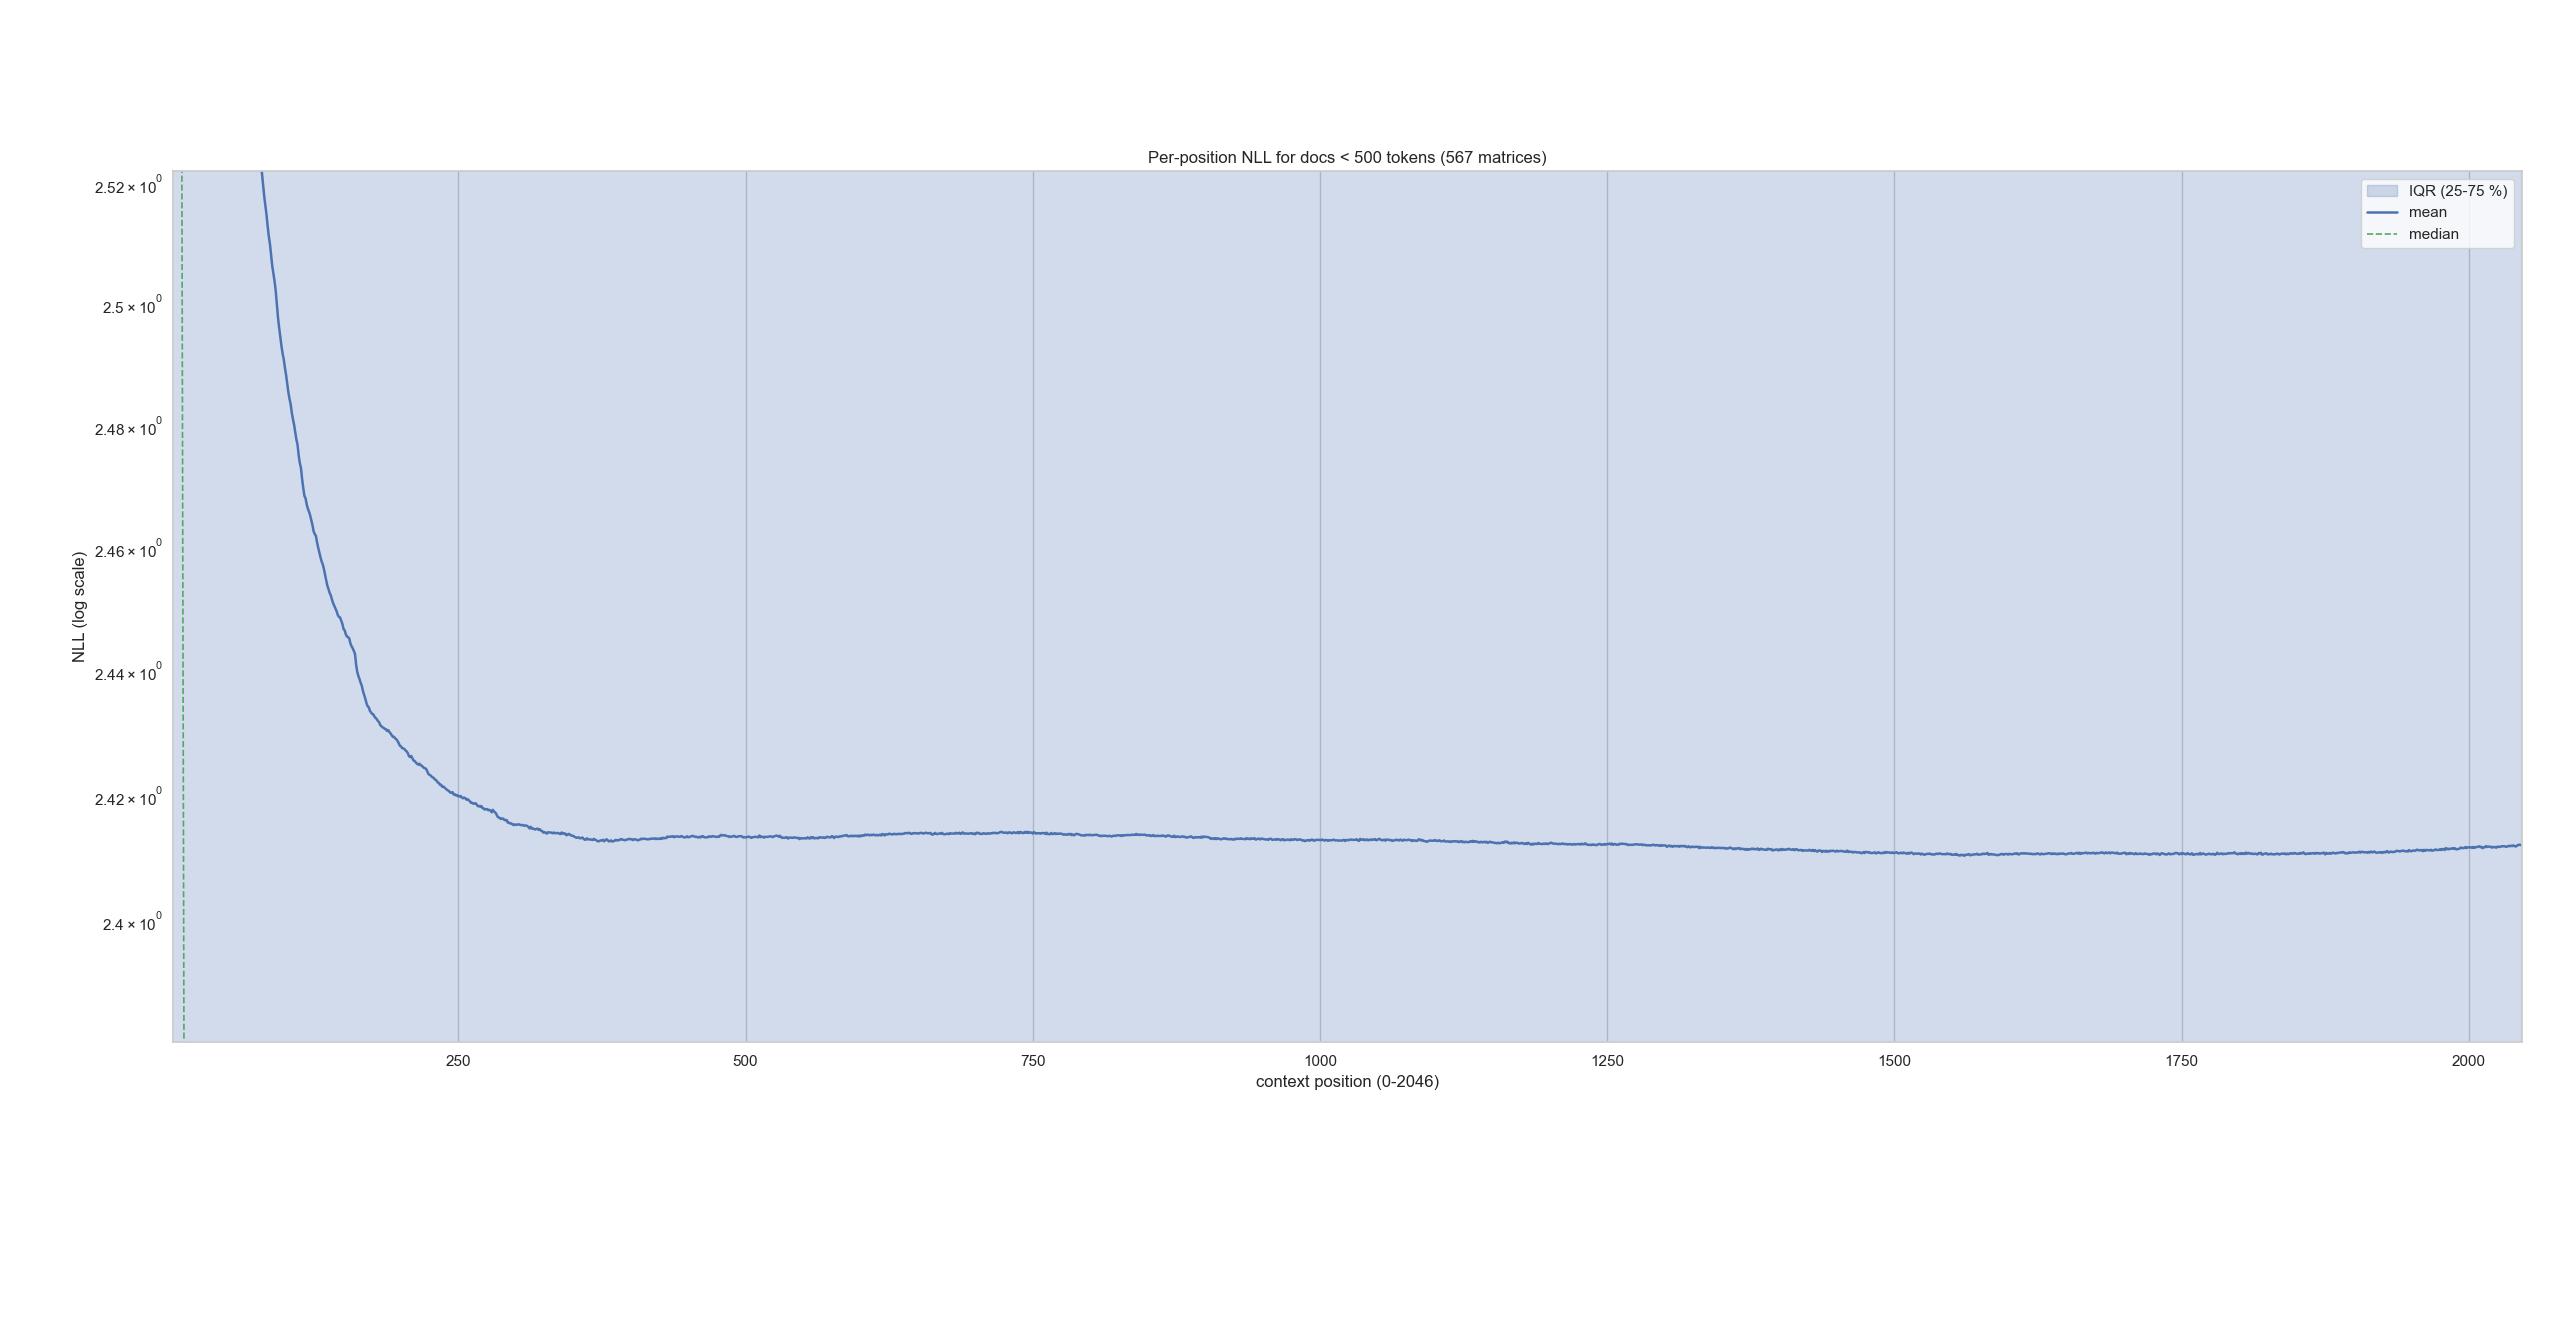 Per-position NLL for docs < 500 tokens (567 matrices)
IQR (25-75 %)
mean
median
NLL (log scale)
2.52 × 10⁰
2.5 × 10⁰
2.48 × 10⁰
2.46 × 10⁰
2.44 × 10⁰
2.42 × 10⁰
2.4 × 10⁰
250 500 750 1000 1250 1500 1750 2000
context position (0-2046)